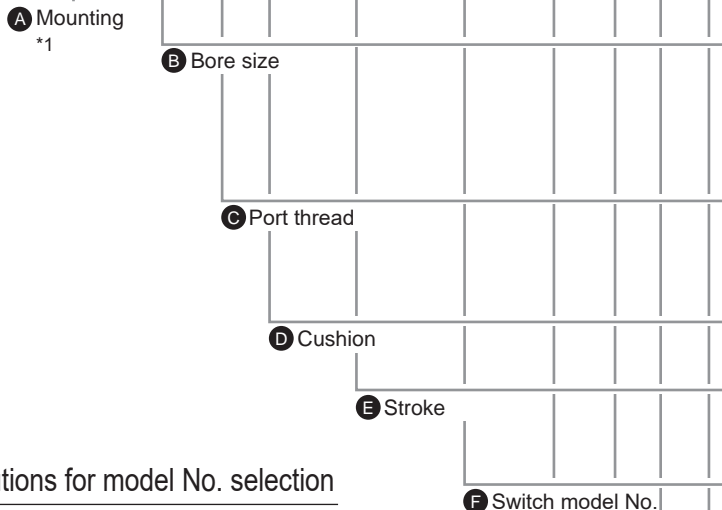 A Mounting
*1
B Bore size
C Port thread
D Cushion
E Stroke
tions for model No. selection
F Switch model No.